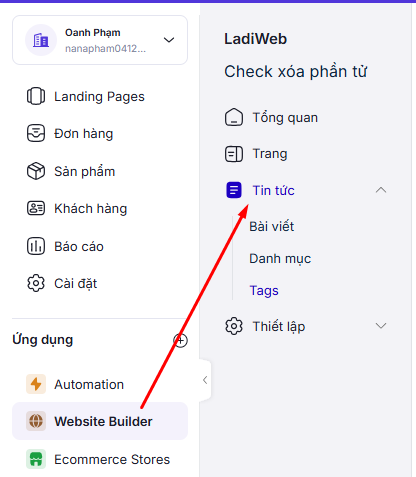 Oanh Phạm
nanapham0412...
Landing Pages
Đơn hàng
Sản phẩm
Khách hàng
Báo cáo
Cài đặt
Ứng dụng
Automation
Website Builder
Ecommerce Stores
LadiWeb
Check xóa phần tử
Tổng quan
Trang
Tin tức
Bài viết
Danh mục
Tags
Thiết lập